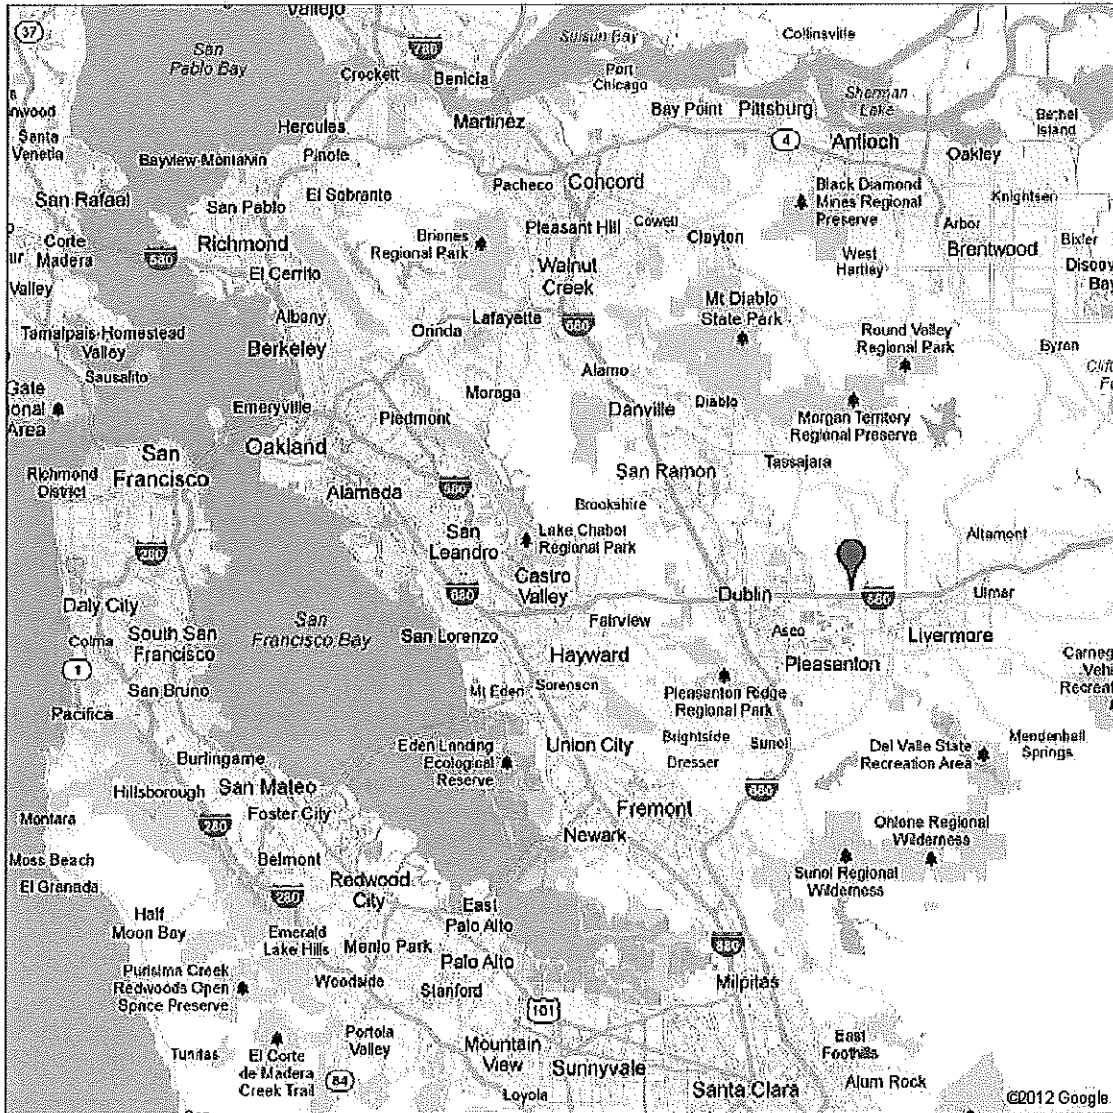 Vallejo
37
San
Pablo Bay
780
Suisun Bay
Collinsville
Crockett
Benicia
Port
Chicago
Sherman
Lake
nwood
Santa
Venetia
Hercules
Martinez
Bay Point
Pittsburg
4
Antioch
Bethel
Island
Bayview-Montalvin
Pinole
Oakley
San Rafael
San Pablo
El Sobrante
Pacheco
Concord
Black Diamond
Mines Regional
Preserve
Knightsen
Corte
Madera
Richmond
Briones
Regional Park
Pleasant Hill
Cowell
Clayton
West
Hartley
Arbor
Brentwood
Bixler
Discov
Bay
580
El Cerrito
Walnut
Creek
Valley
Albany
Orinda
Lafayette
680
Mt Diablo
State Park
Round Valley
Regional Park
Byron
Tamalpais-Homestead
Valley
Berkeley
Sausalito
Alamo
Gate
ional
Area
Emeryville
Piedmont
Moraga
Danville
Diablo
Morgan Territory
Regional Preserve
Oakland
San
Francisco
Richmond
District
Alameda
San Ramon
Tassajara
Brookshire
San
Leandro
Lake Chabot
Regional Park
Altamont
280
Castro
Valley
Dublin
Ulmar
Daly City
Colma
South San
Francisco
San
Francisco Bay
San Lorenzo
Fairview
Asco
Livermore
1
San Bruno
Hayward
Pleasanton
Carneg
Vehi
Recreat
Pacifica
Mt Eden
Sorenson
Pleasanton Ridge
Regional Park
Burlingame
Eden Landing
Ecological
Reserve
Union City
Brightside
Dresser
Sunol
Del Valle State
Recreation Area
Mendenhall
Springs
Hillsborough
San Mateo
Foster City
Fremont
Montara
280
Newark
Ohlone Regional
Wilderness
Moss Beach
El Granada
Belmont
Redwood
City
Sunol Regional
Wilderness
280
Half
Moon Bay
Emerald
Lake Hills
Menlo Park
East
Palo Alto
880
Purisima Creek
Redwoods Open
Space Preserve
Woodside
Palo Alto
Stanford
Milpitas
101
Tunitas
El Corte
de Madera
Creek Trail
Portola
Valley
84
Mountain
View
Sunnyvale
East
Foothills
Loyola
Santa Clara
Alum Rock
©2012 Google